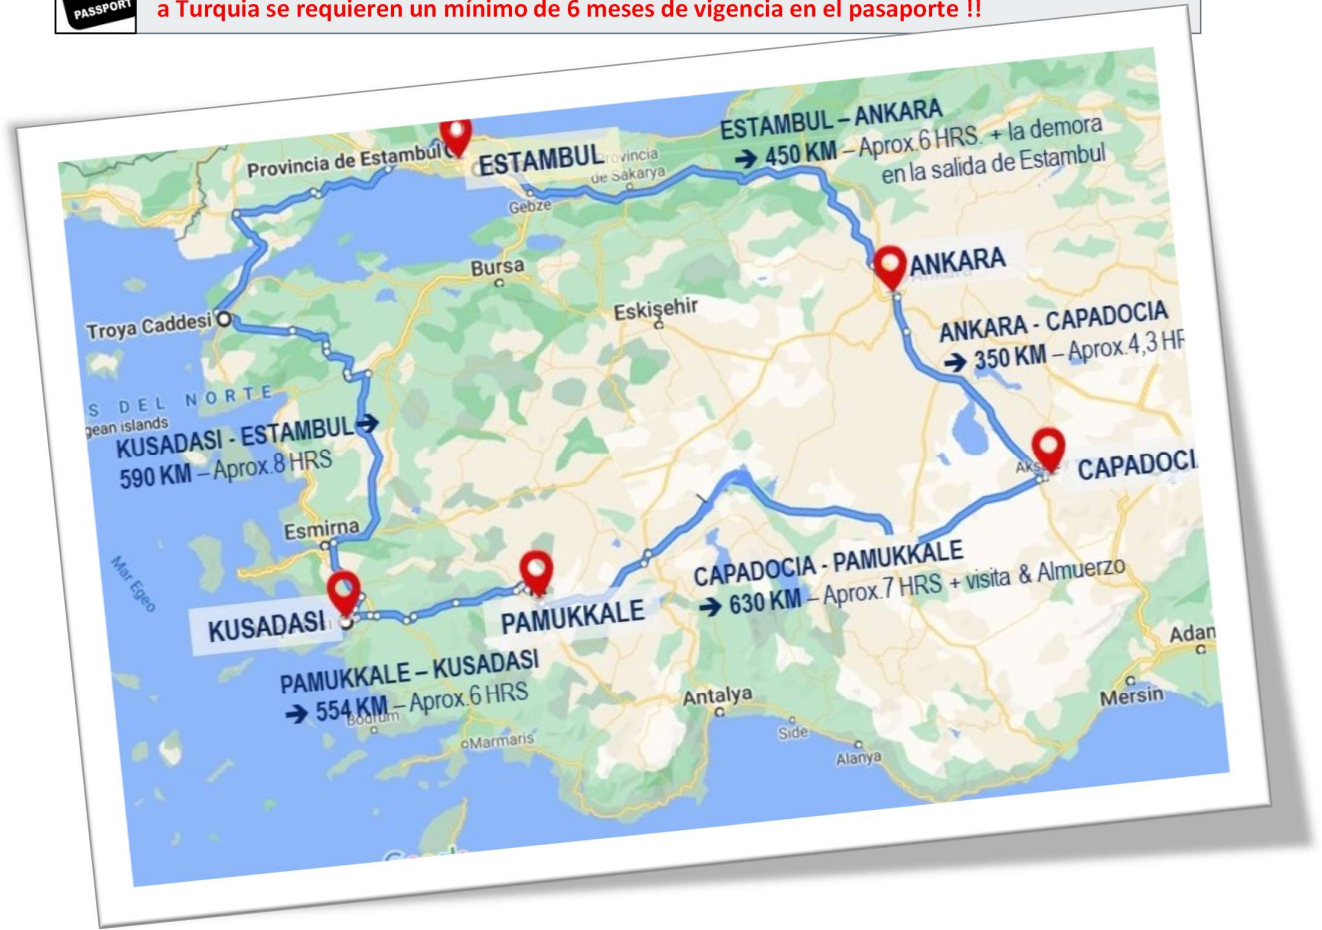 PASSPORT
a Turquia se requieren un mínimo de 6 meses de vigencia en el pasaporte !!
ESTAMBUL – ANKARA
➔ 450 KM – Aprox.6 HRS. + la demora
en la salida de Estambul
Provincia de Estambul
ESTAMBUL
rovincia
de Sakarya
Gebze
Bursa
ANKARA
Eskişehir
Troya Caddesi
ANKARA - CAPADOCIA
➔ 350 KM – Aprox.4,3 HR
S DEL NORTE
gean islands
KUSADASI - ESTAMBUL➔
590 KM – Aprox.8 HRS
CAPADOCI
Esmirna
Mar Egeo
CAPADOCIA - PAMUKKALE
➔ 630 KM – Aprox.7 HRS + visita & Almuerzo
KUSADASI
PAMUKKALE
PAMUKKALE – KUSADASI
➔ 554 KM – Aprox.6 HRS
Bodrum
Marmaris
Antalya
Side
Alanya
Adan
Mersin